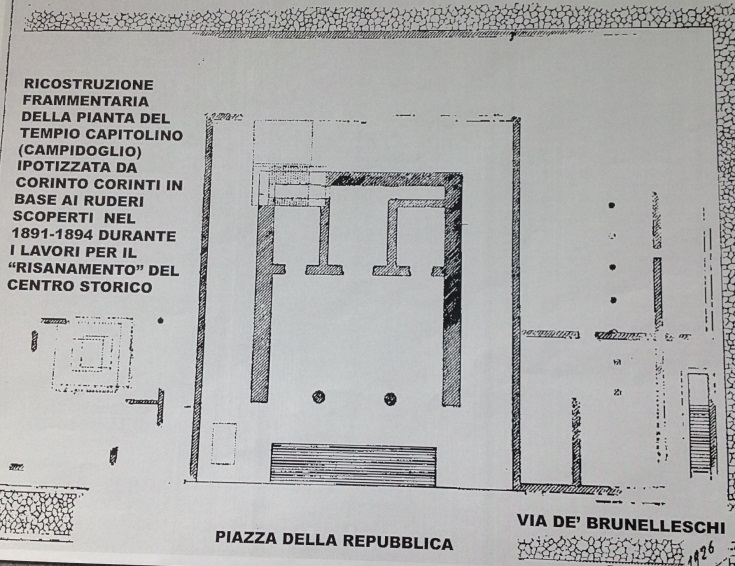 RICOSTRUZIONE
FRAMMENTARIA
DELLA PIANTA DEL
TEMPIO CAPITOLINO
(CAMPIDOGLIO)
IPOTIZZATA DA
CORINTO CORINTI IN
BASE AI RUDERI
SCOPERTI NEL
1891-1894 DURANTE
I LAVORI PER IL
“RISANAMENTO” DEL
CENTRO STORICO
PIAZZA DELLA REPUBBLICA
VIA DE’ BRUNELLESCHI
1926